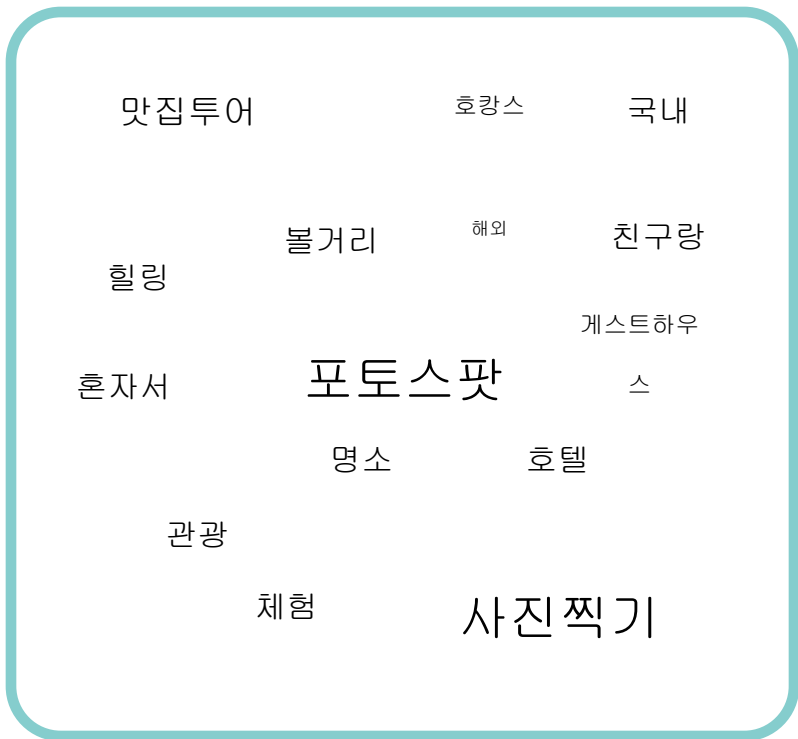 맛집투어
호캉스
국내
볼거리
해외
친구랑
힐링
게스트하우
스
혼자서
포토스팟
명소
호텔
관광
체험
사진찍기